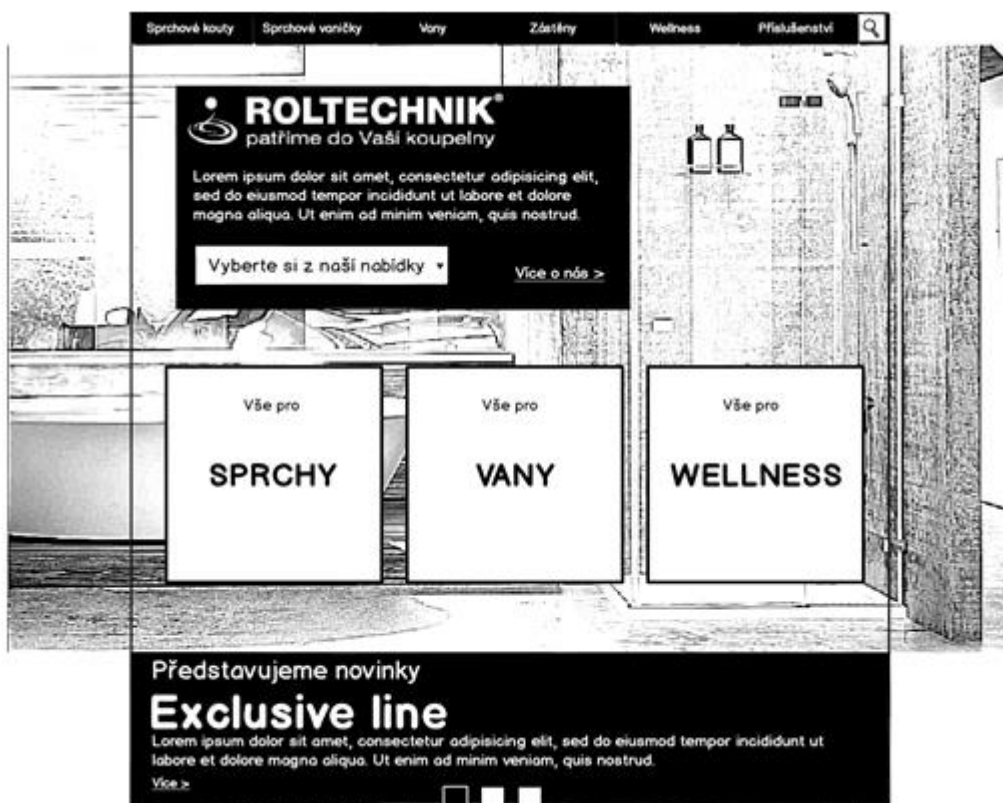 Sprchové kouty Sprchové vaničky Vany Zástěny Wellness Příslušenství
ROLTECHNIK®
patříme do Vaší koupelny
Lorem ipsum dolor sit amet, consectetur adipisicing elit,
sed do eiusmod tempor incididunt ut labore et dolore
magna aliqua. Ut enim ad minim veniam, quis nostrud.
Vyberte si z naší nabídky
Více o nás >
Vše pro
SPRCHY
Vše pro
VANY
Vše pro
WELLNESS
Představujeme novinky
Exclusive line
Lorem ipsum dolor sit amet, consectetur adipisicing elit, sed do eiusmod tempor incididunt ut
labore et dolore magna aliqua. Ut enim ad minim veniam, quis nostrud.
Více >